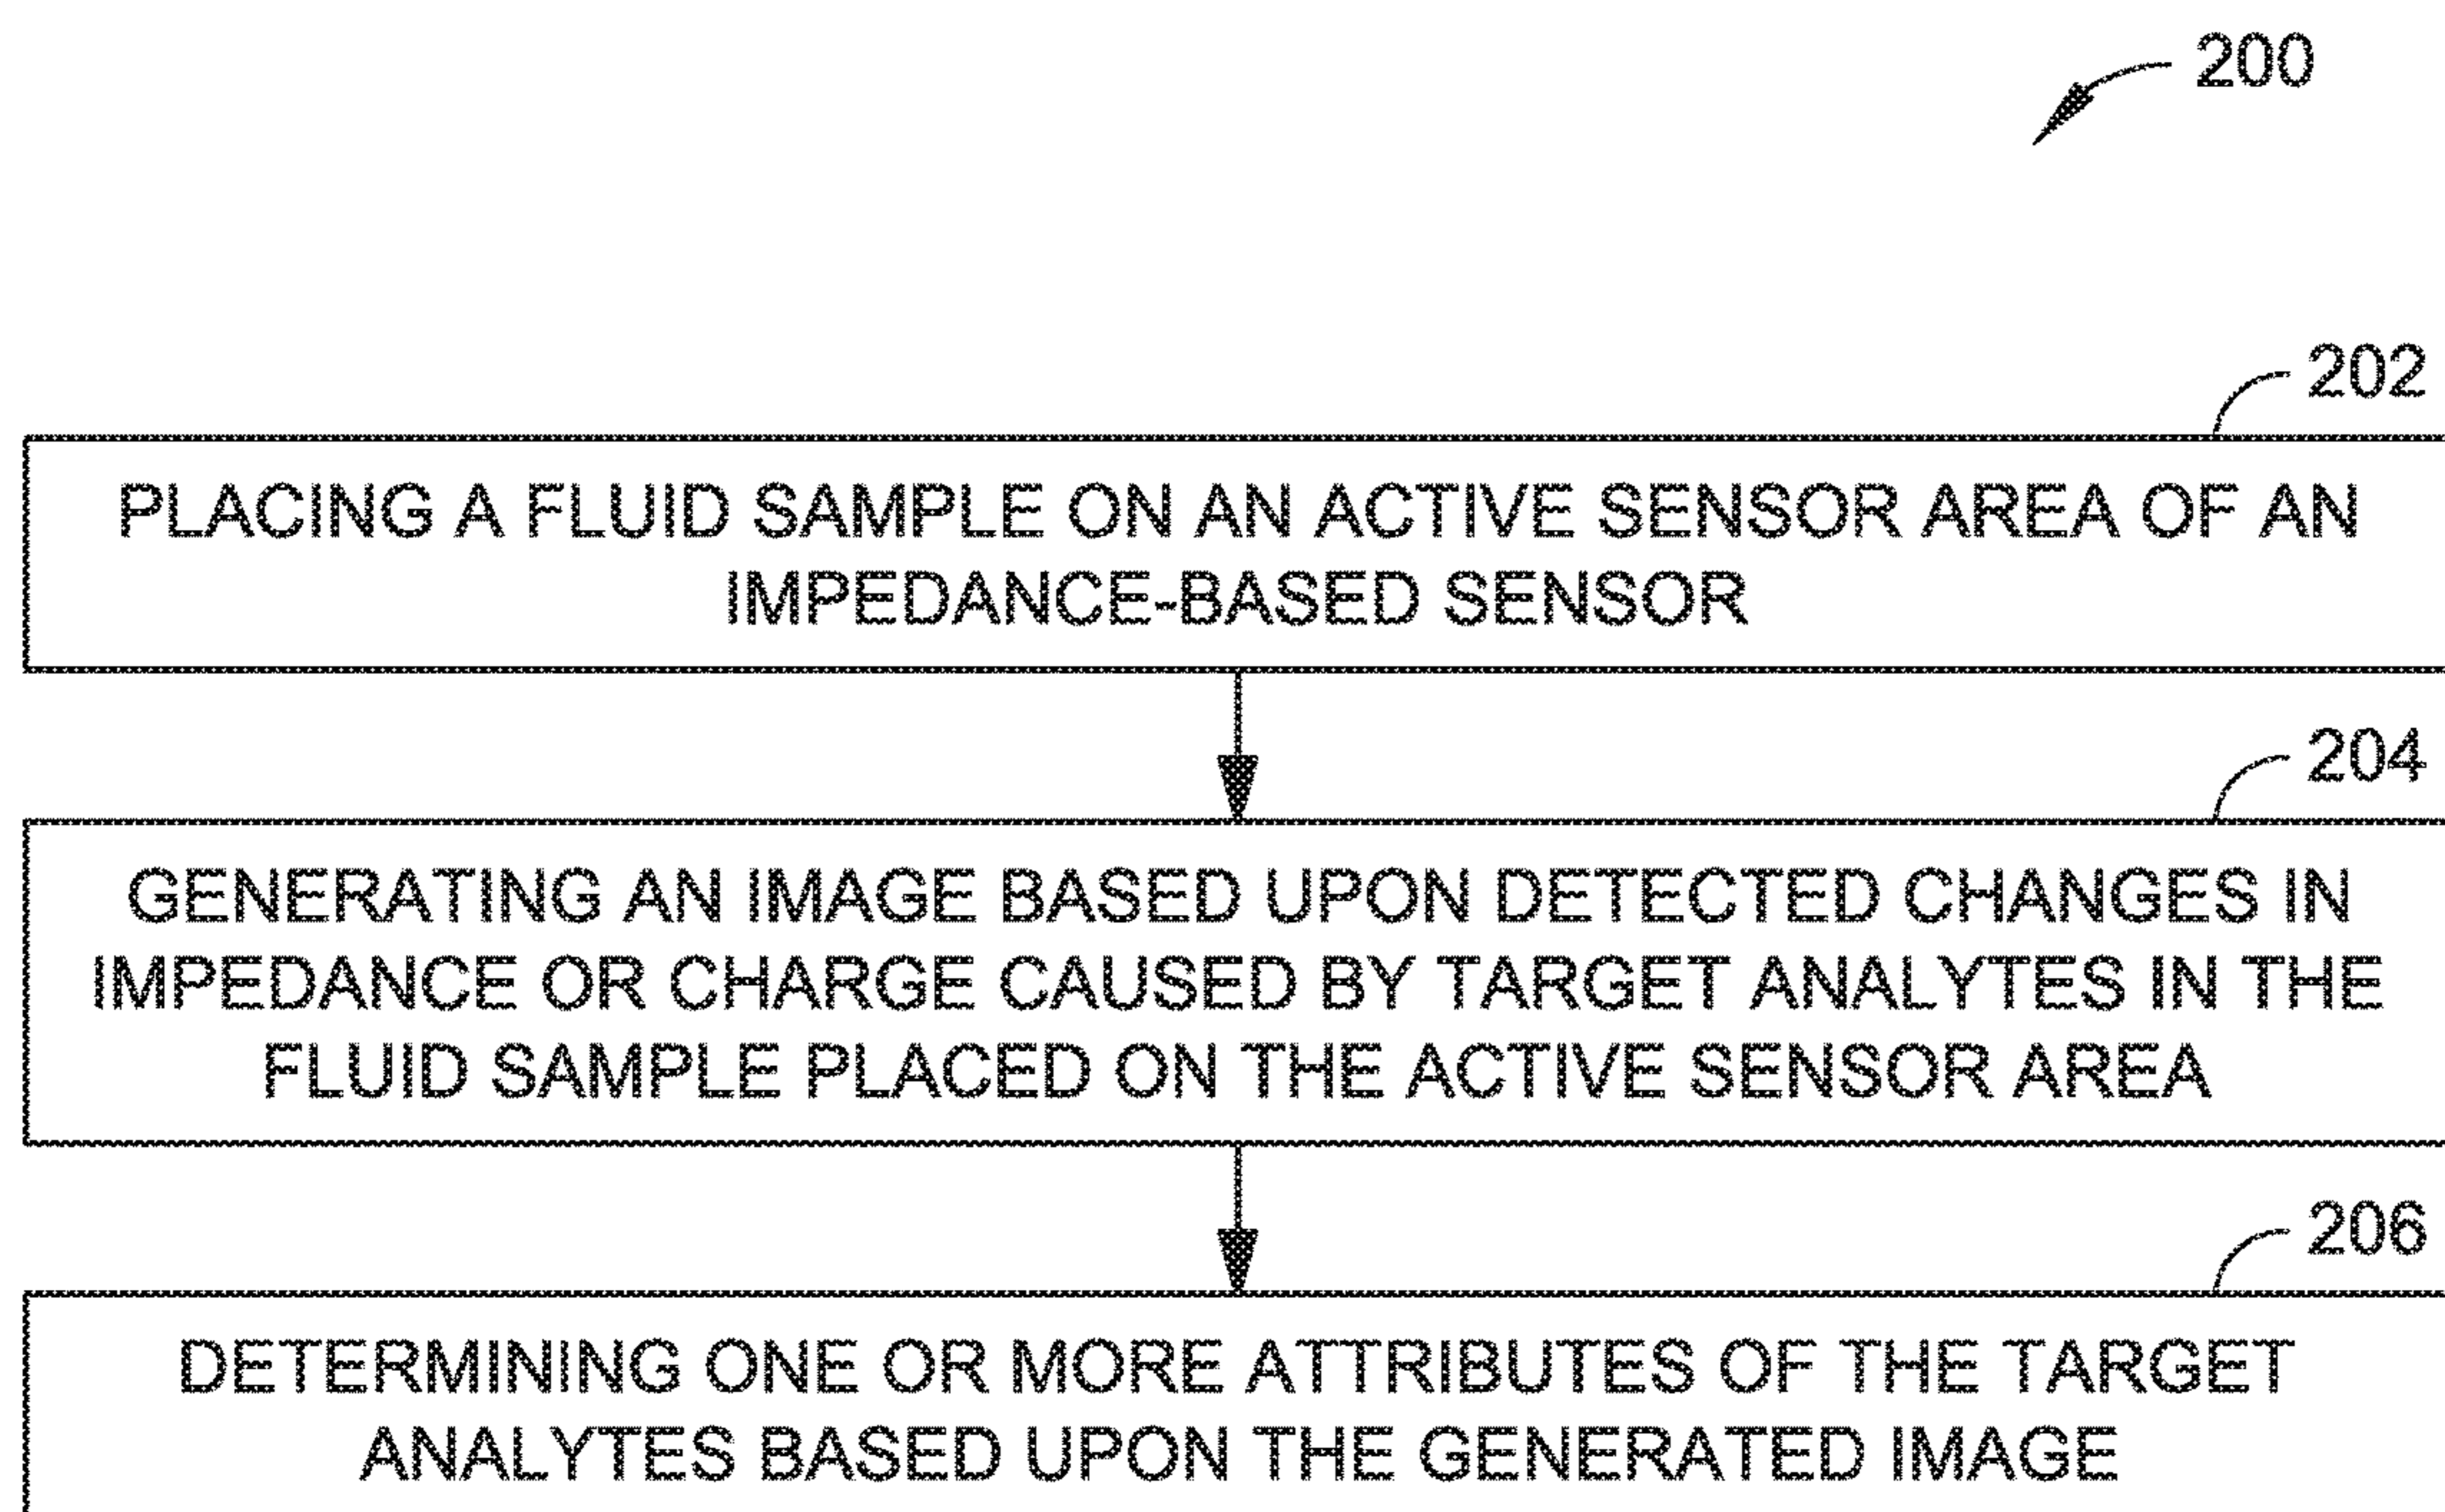 200
202
PLACING A FLUID SAMPLE ON AN ACTIVE SENSOR AREA OF AN
IMPEDANCE-BASED SENSOR
204
GENERATING AN IMAGE BASED UPON DETECTED CHANGES IN
IMPEDANCE OR CHARGE CAUSED BY TARGET ANALYTES IN THE
FLUID SAMPLE PLACED ON THE ACTIVE SENSOR AREA
206
DETERMINING ONE OR MORE ATTRIBUTES OF THE TARGET
ANALYTES BASED UPON THE GENERATED IMAGE